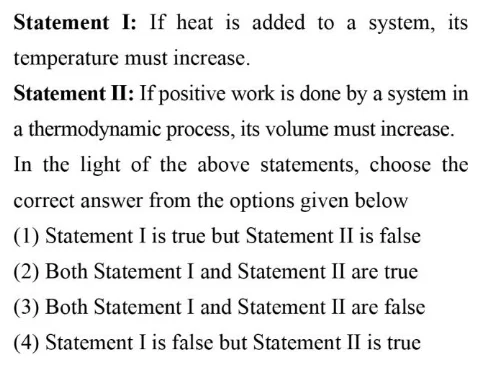 Statement I: If heat is added to a system, its
temperature must increase.
Statement II: If positive work is done by a system in
a thermodynamic process, its volume must increase.
In the light of the above statements, choose the
correct answer from the options given below
(1) Statement I is true but Statement II is false
(2) Both Statement I and Statement II are true
(3) Both Statement I and Statement II are false
(4) Statement I is false but Statement II is true